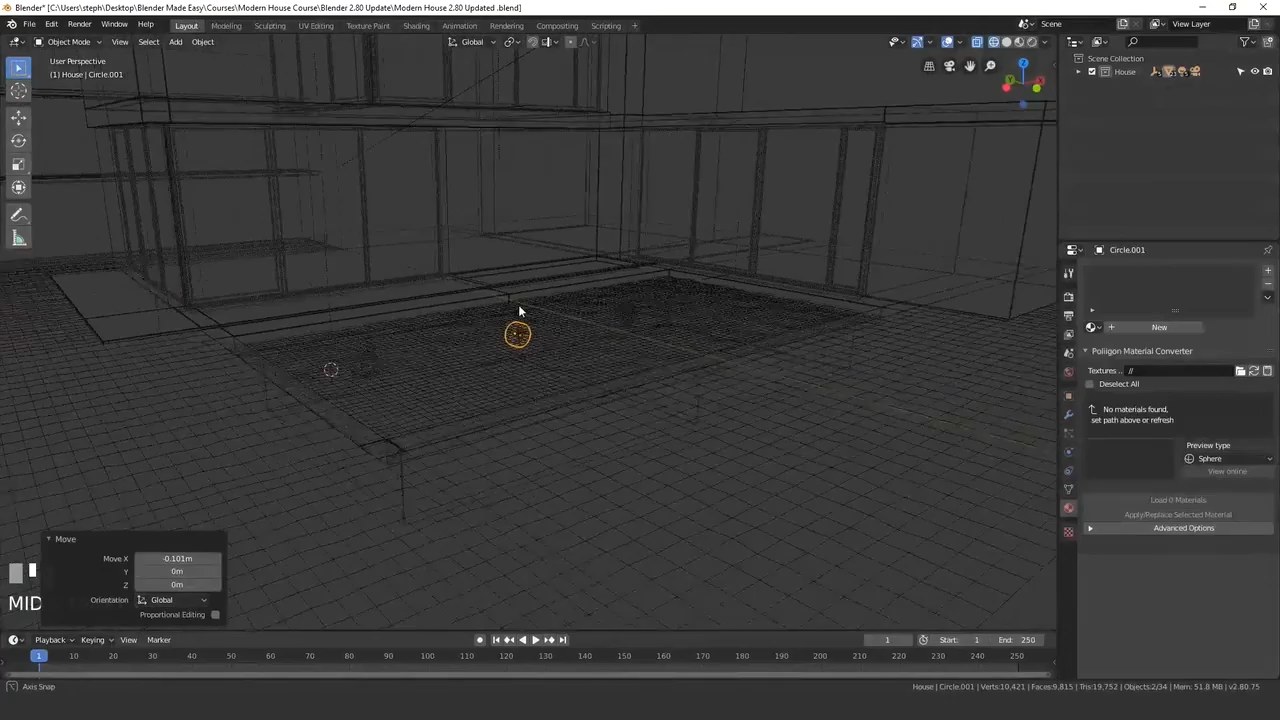 Blender* [C:\Users\steph\Desktop\Blender Made Easy\Courses\Modern House Course\Blender 2.80 Update\Modern House 2.80 Updated .blend]
File Edit Render Window Help Layout Modeling Sculpting UV Editing Texture Paint Shading Animation Rendering Compositing Scripting + Scene View Layer
Object Mode View Select Add Object Global
User Perspective
(1) House | Circle.001
Z
Scene Collection
House
Circle.001
New
Poliigon Material Converter
Textures .. //
Deselect All
No materials found,
set path above or refresh
Preview type
Sphere
View online
Load 0 Materials
Apply/Replace Selected Material
Advanced Options
Move
Move X -0.101m
Y 0m
Z 0m
Orientation Global
Proportional Editing
MID
Playback Keying View Marker 1 Start: 1 End: 250
1 10 20 30 40 50 60 70 80 90 100 110 120 130 140 150 160 170 180 190 200 210 220 230 240 250
Axis Snap House | Circle.001 | Verts:10,421 | Faces:9,815 | Tris:19,752 | Objects:2/34 | Mem: 51.8 MB | v2.80.75